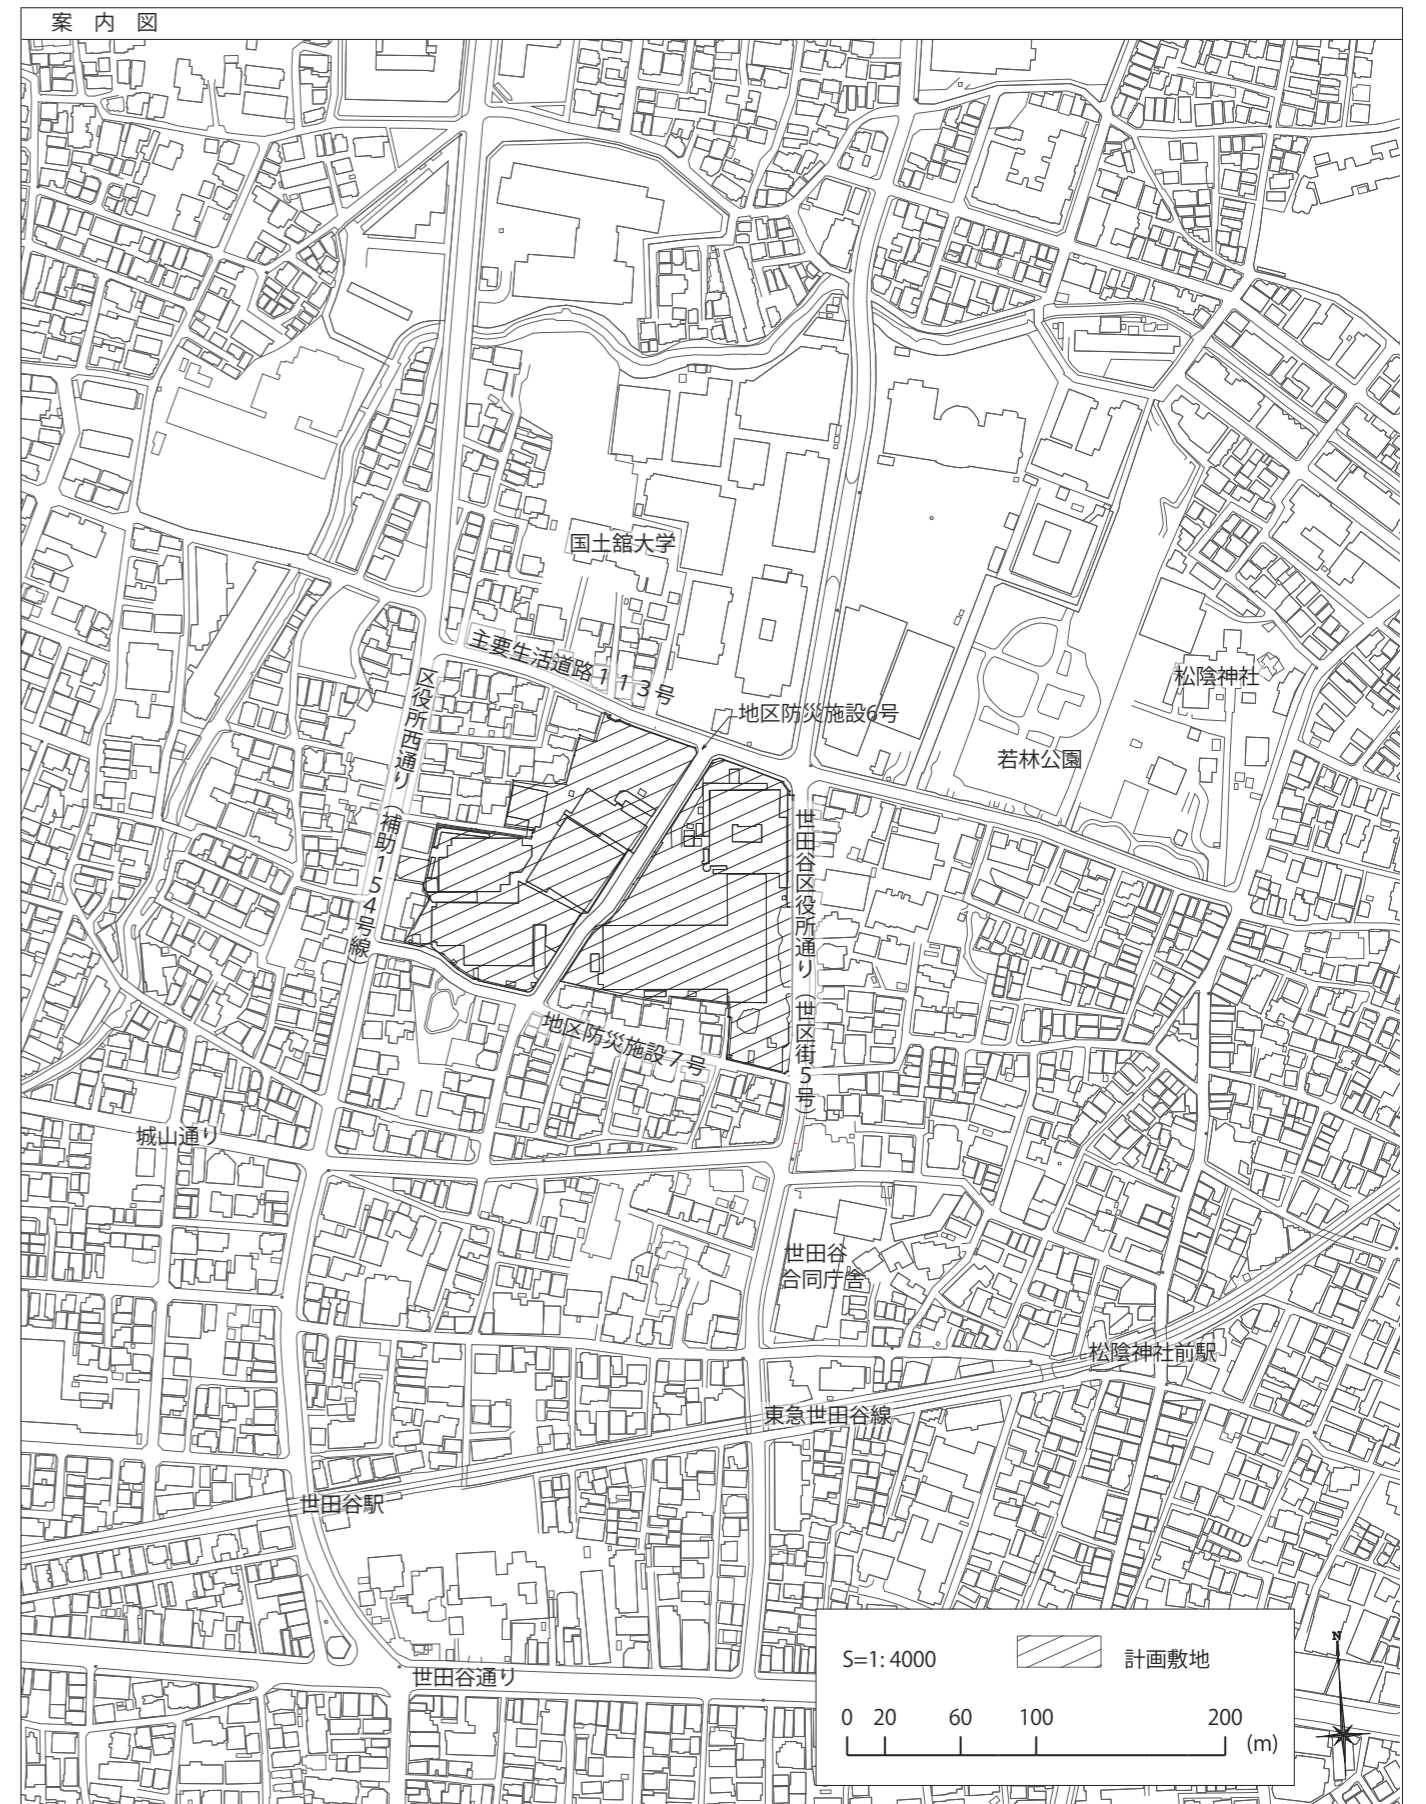 案 内 図
国士舘大学
主要生活道路113号
区役所西通り（補助154号線）
地区防災施設6号
松陰神社
若林公園
世田谷区役所通り（世区街5号）
地区防災施設7号
城山通り
世田谷
合同庁舎
松陰神社前駅
東急世田谷線
世田谷駅
世田谷通り
S=1: 4000
計画敷地
0 20 60 100 200
(m)
N